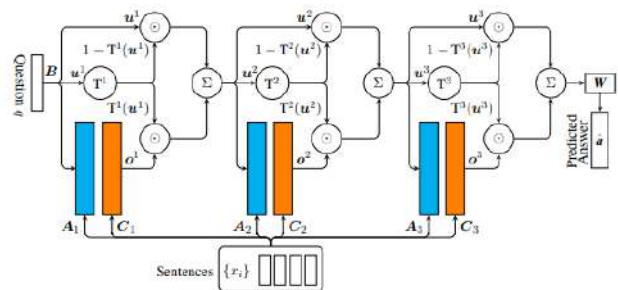 u¹ ⊙ u² ⊙ u³ ⊙
1−T¹(u¹) 1−T²(u²) 1−T³(u³)
Question q B u¹ T¹ Σ u² T² Σ u³ T³ Σ W
T¹(u¹) T²(u²) T³(u³)
⊙ ⊙ ⊙
Predicted Answer a
o¹ o² o³
A₁ C₁ A₂ C₂ A₃ C₃
Sentences {xᵢ}